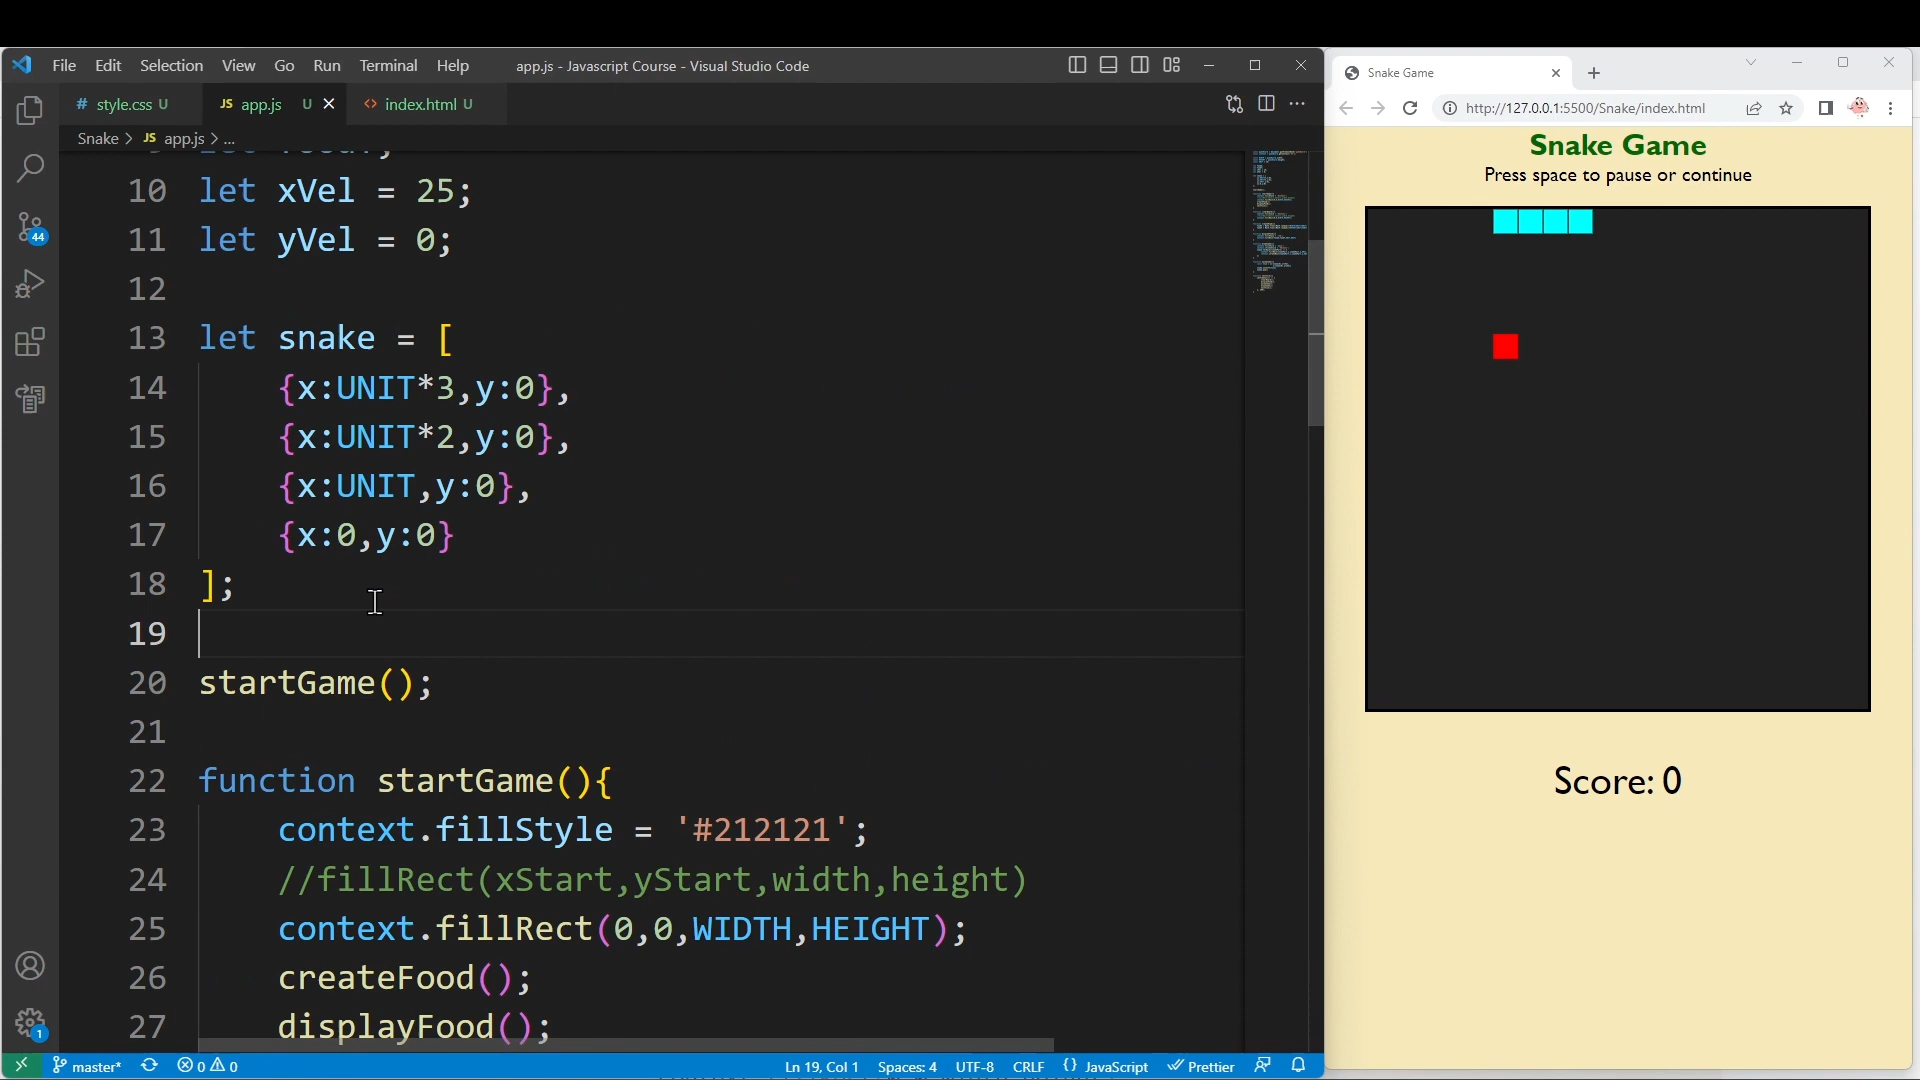 File Edit Selection View Go Run Terminal Help app.js - Javascript Course - Visual Studio Code
# style.css U JS app.js U <> index.html U
Snake > JS app.js > ...
10 let xVel = 25;
11 let yVel = 0;
12
13 let snake = [
14 {x:UNIT*3,y:0},
15 {x:UNIT*2,y:0},
16 {x:UNIT,y:0},
17 {x:0,y:0}
18 ];
19
20 startGame();
21
22 function startGame(){
23 context.fillStyle = '#212121';
24 //fillRect(xStart,yStart,width,height)
25 context.fillRect(0,0,WIDTH,HEIGHT);
26 createFood();
27 displayFood();
44
1
master* 0 0 Ln 19, Col 1 Spaces: 4 UTF-8 CRLF {} JavaScript Prettier
Snake Game
http://127.0.0.1:5500/Snake/index.html
Snake Game
Press space to pause or continue
Score: 0